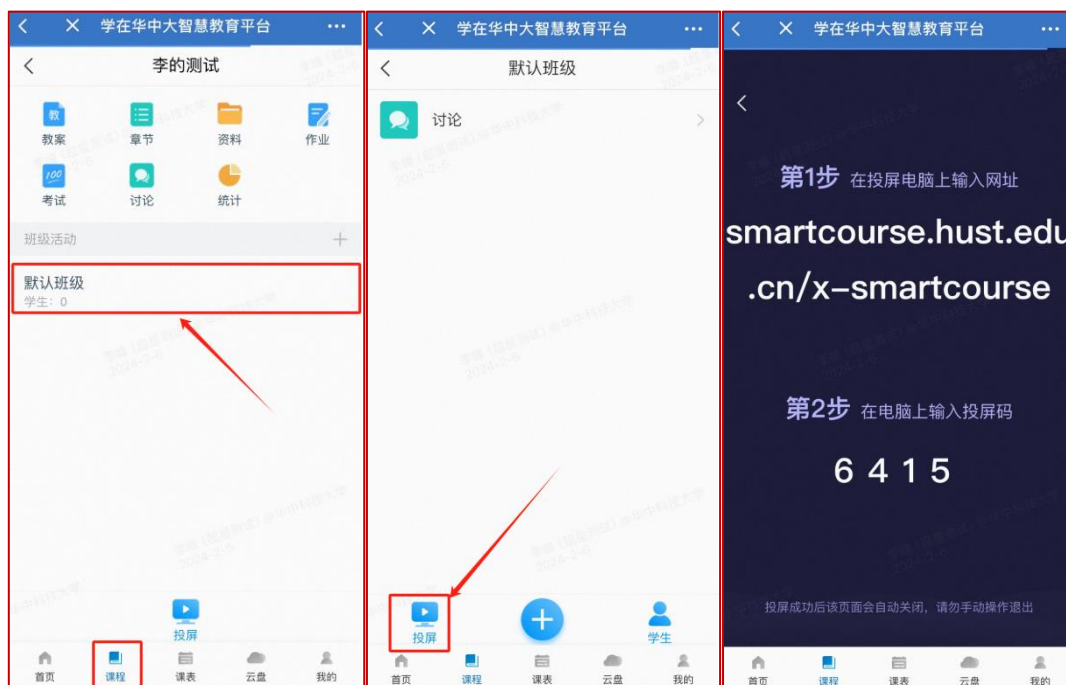 学在华中大智慧教育平台
李的测试
教
教案
章节
资料
作业
100
考试
讨论
统计
班级活动
默认班级
学生：0
投屏
首页
课程
课表
云盘
我的
学在华中大智慧教育平台
默认班级
讨论
投屏
学生
首页
课程
课表
云盘
我的
学在华中大智慧教育平台
第1步 在投屏电脑上输入网址
smartcourse.hust.edu
.cn/x-smartcourse
第2步 在电脑上输入投屏码
6 4 1 5
投屏成功后该页面会自动关闭，请勿手动操作退出
首页
课程
课表
云盘
我的